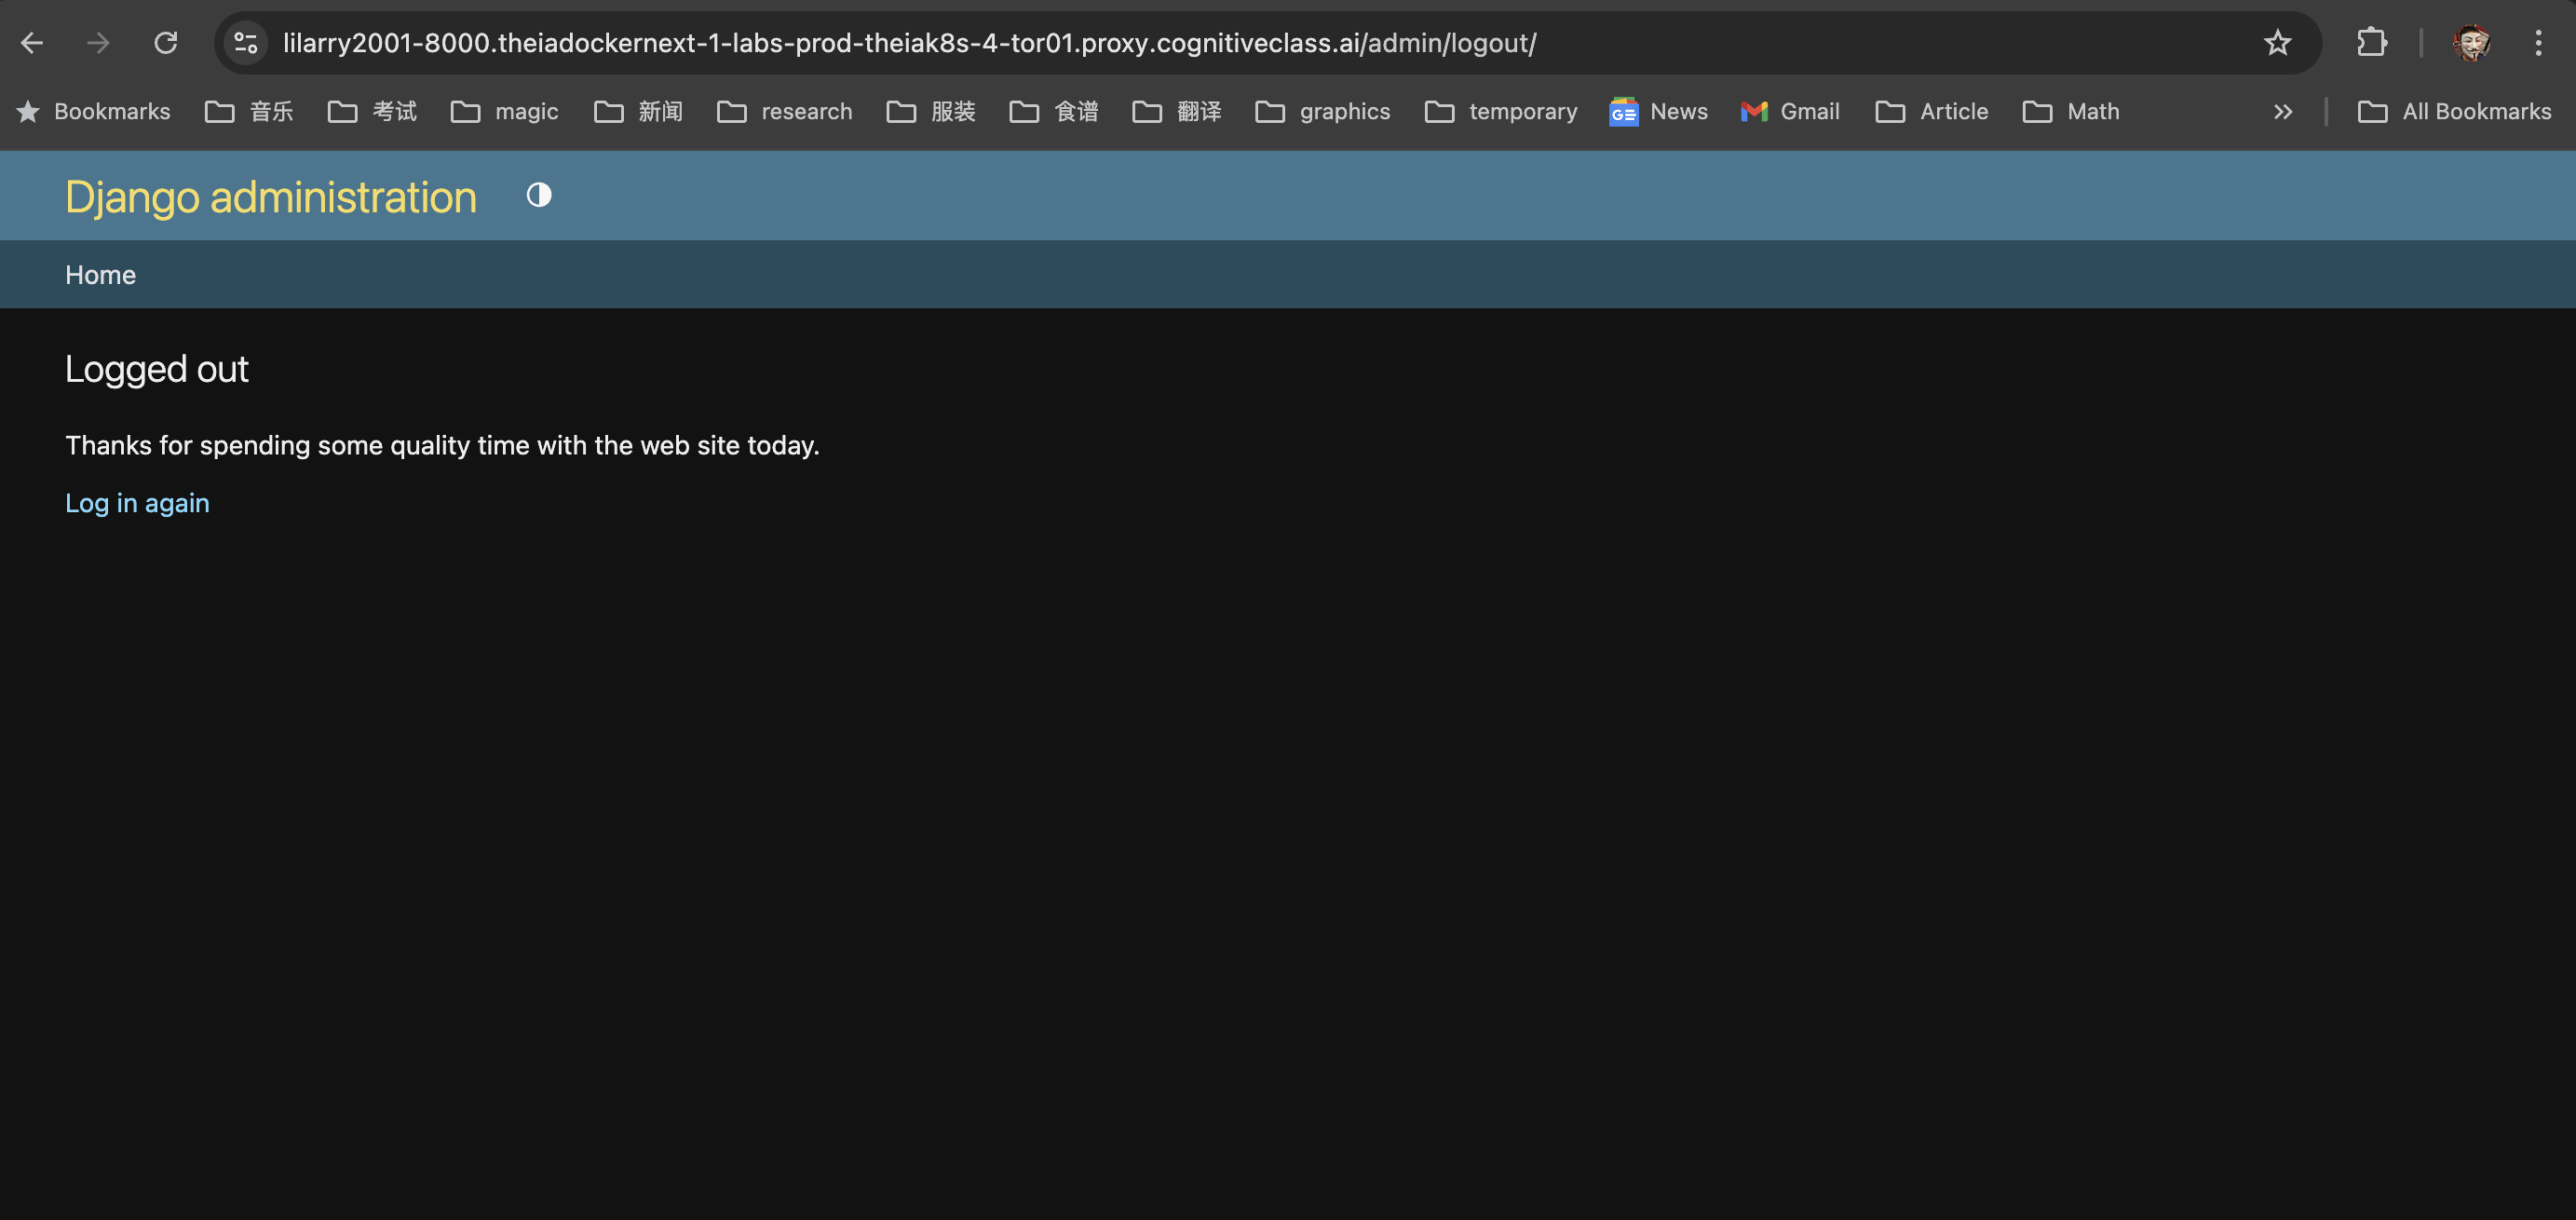 lilarry2001-8000.theiadockernext-1-labs-prod-theiak8s-4-tor01.proxy.cognitiveclass.ai/admin/logout/
Bookmarks 音乐 考试 magic 新闻 research 服装 食谱 翻译 graphics temporary GE News Gmail Article Math All Bookmarks
Django administration
Home
Logged out
Thanks for spending some quality time with the web site today.
Log in again